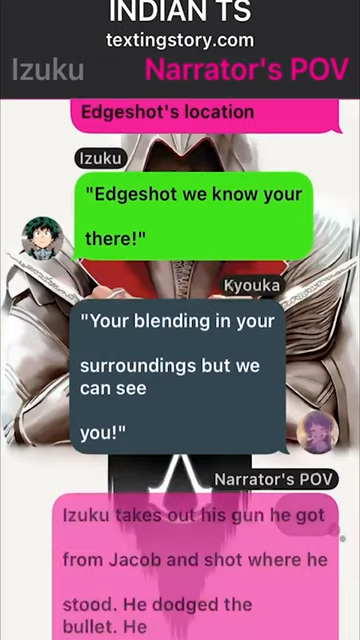 INDIAN TS
textingstory.com
Izuku
Narrator's POV
Edgeshot's location
Izuku
"Edgeshot we know your
there!"
Kyouka
"Your blending in your
surroundings but we
can see
you!"
Narrator's POV
Izuku takes out his gun he got
from Jacob and shot where he
stood. He dodged the
bullet. He